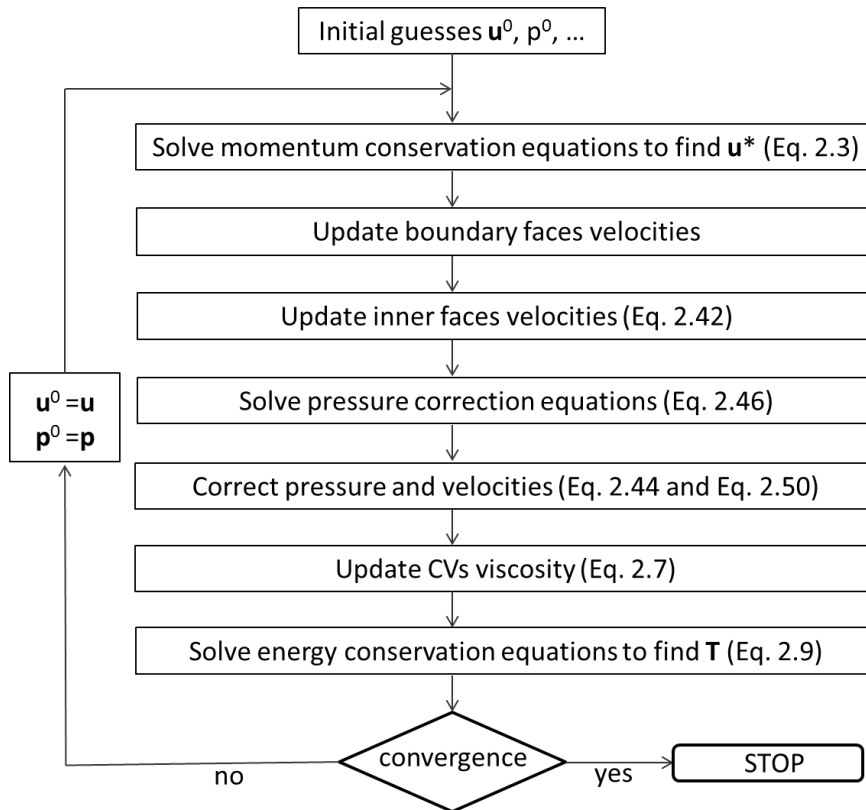 Initial guesses u⁰, p⁰, ...
Solve momentum conservation equations to find u* (Eq. 2.3)
Update boundary faces velocities
Update inner faces velocities (Eq. 2.42)
u⁰ =u
p⁰ =p
Solve pressure correction equations (Eq. 2.46)
Correct pressure and velocities (Eq. 2.44 and Eq. 2.50)
Update CVs viscosity (Eq. 2.7)
Solve energy conservation equations to find T (Eq. 2.9)
convergence
no
yes
STOP